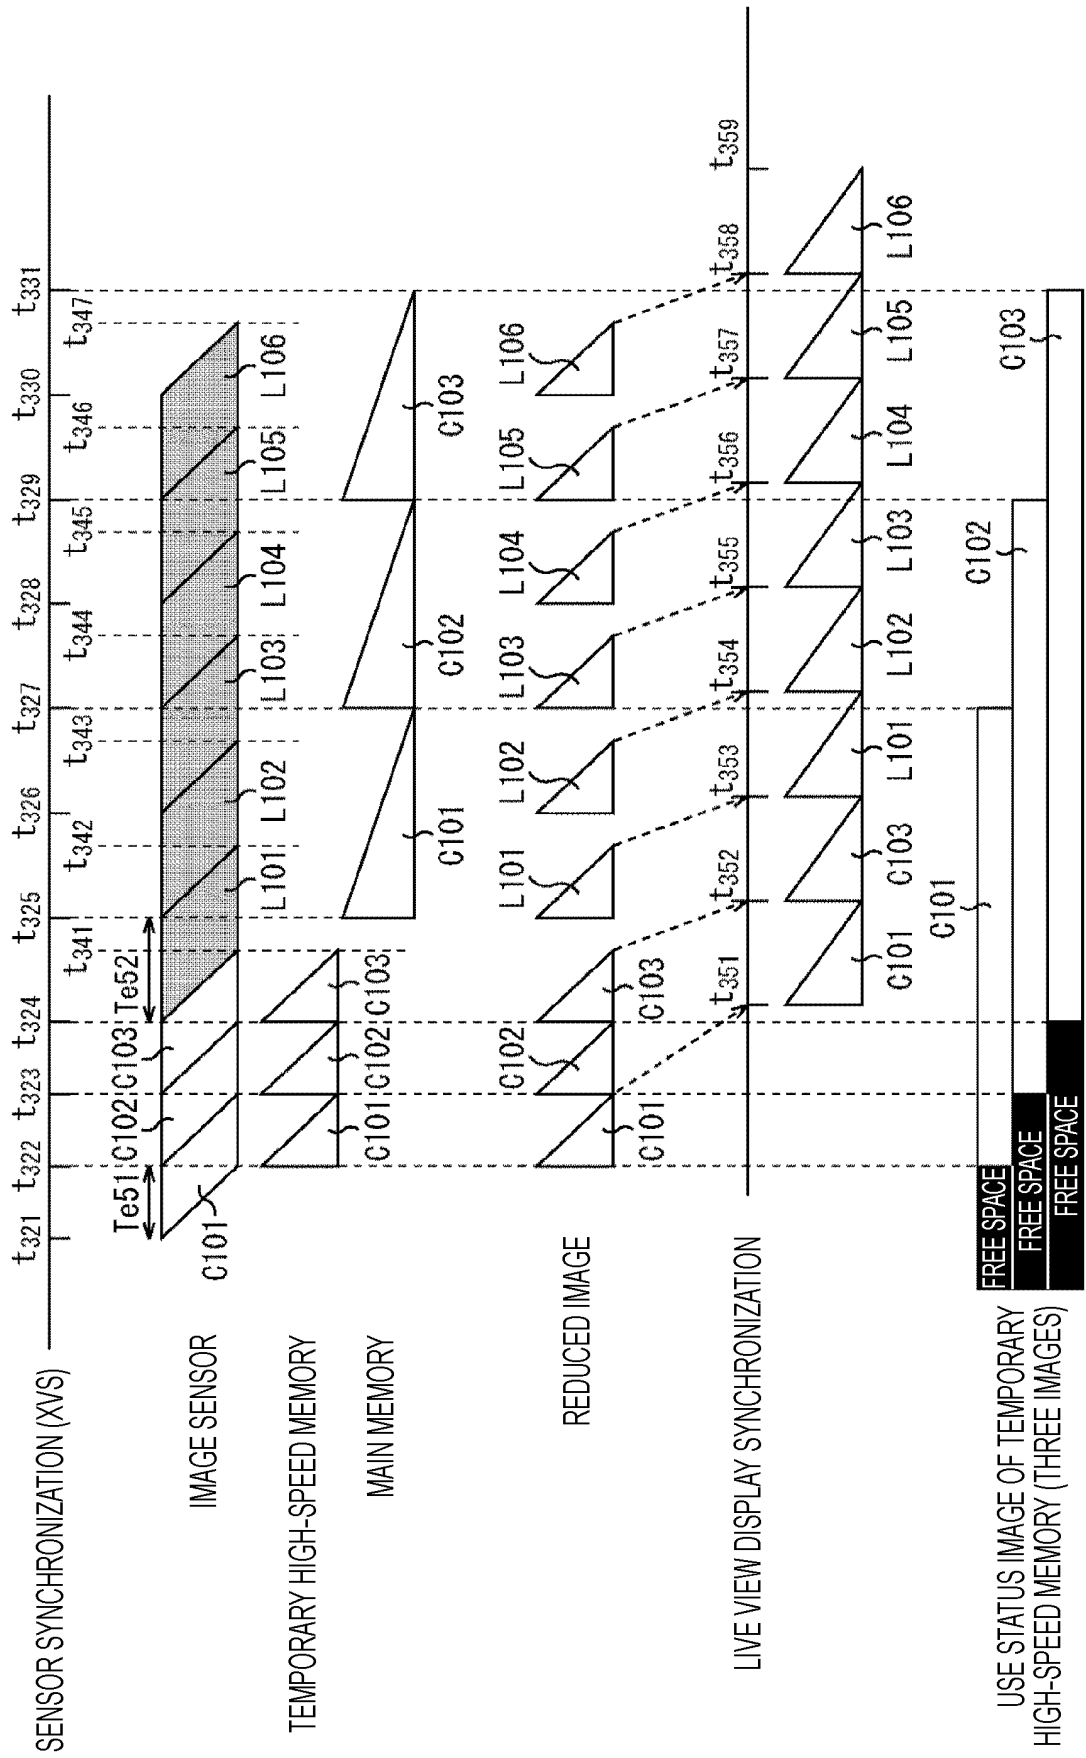 SENSOR SYNCHRONIZATION (XVS)
t321 t322 t323 t324 t325 t326 t327 t328 t329 t330 t331
t341 t342 t343 t344 t345 t346 t347
Te51 C102 C103 Te52
IMAGE SENSOR
C101 L101 L102 L103 L104 L105 L106
TEMPORARY HIGH-SPEED MEMORY
C101 C102 C103
MAIN MEMORY
C101 C102 C103
C102 L101 L102 L103 L104 L105 L106
REDUCED IMAGE
C101 C103
t351 t352 t353 t354 t355 t356 t357 t358 t359
LIVE VIEW DISPLAY SYNCHRONIZATION
C101 C103 L101 L102 L103 L104 L105 L106
C101 C102 C103
FREE SPACE
FREE SPACE
FREE SPACE
USE STATUS IMAGE OF TEMPORARY
HIGH-SPEED MEMORY (THREE IMAGES)